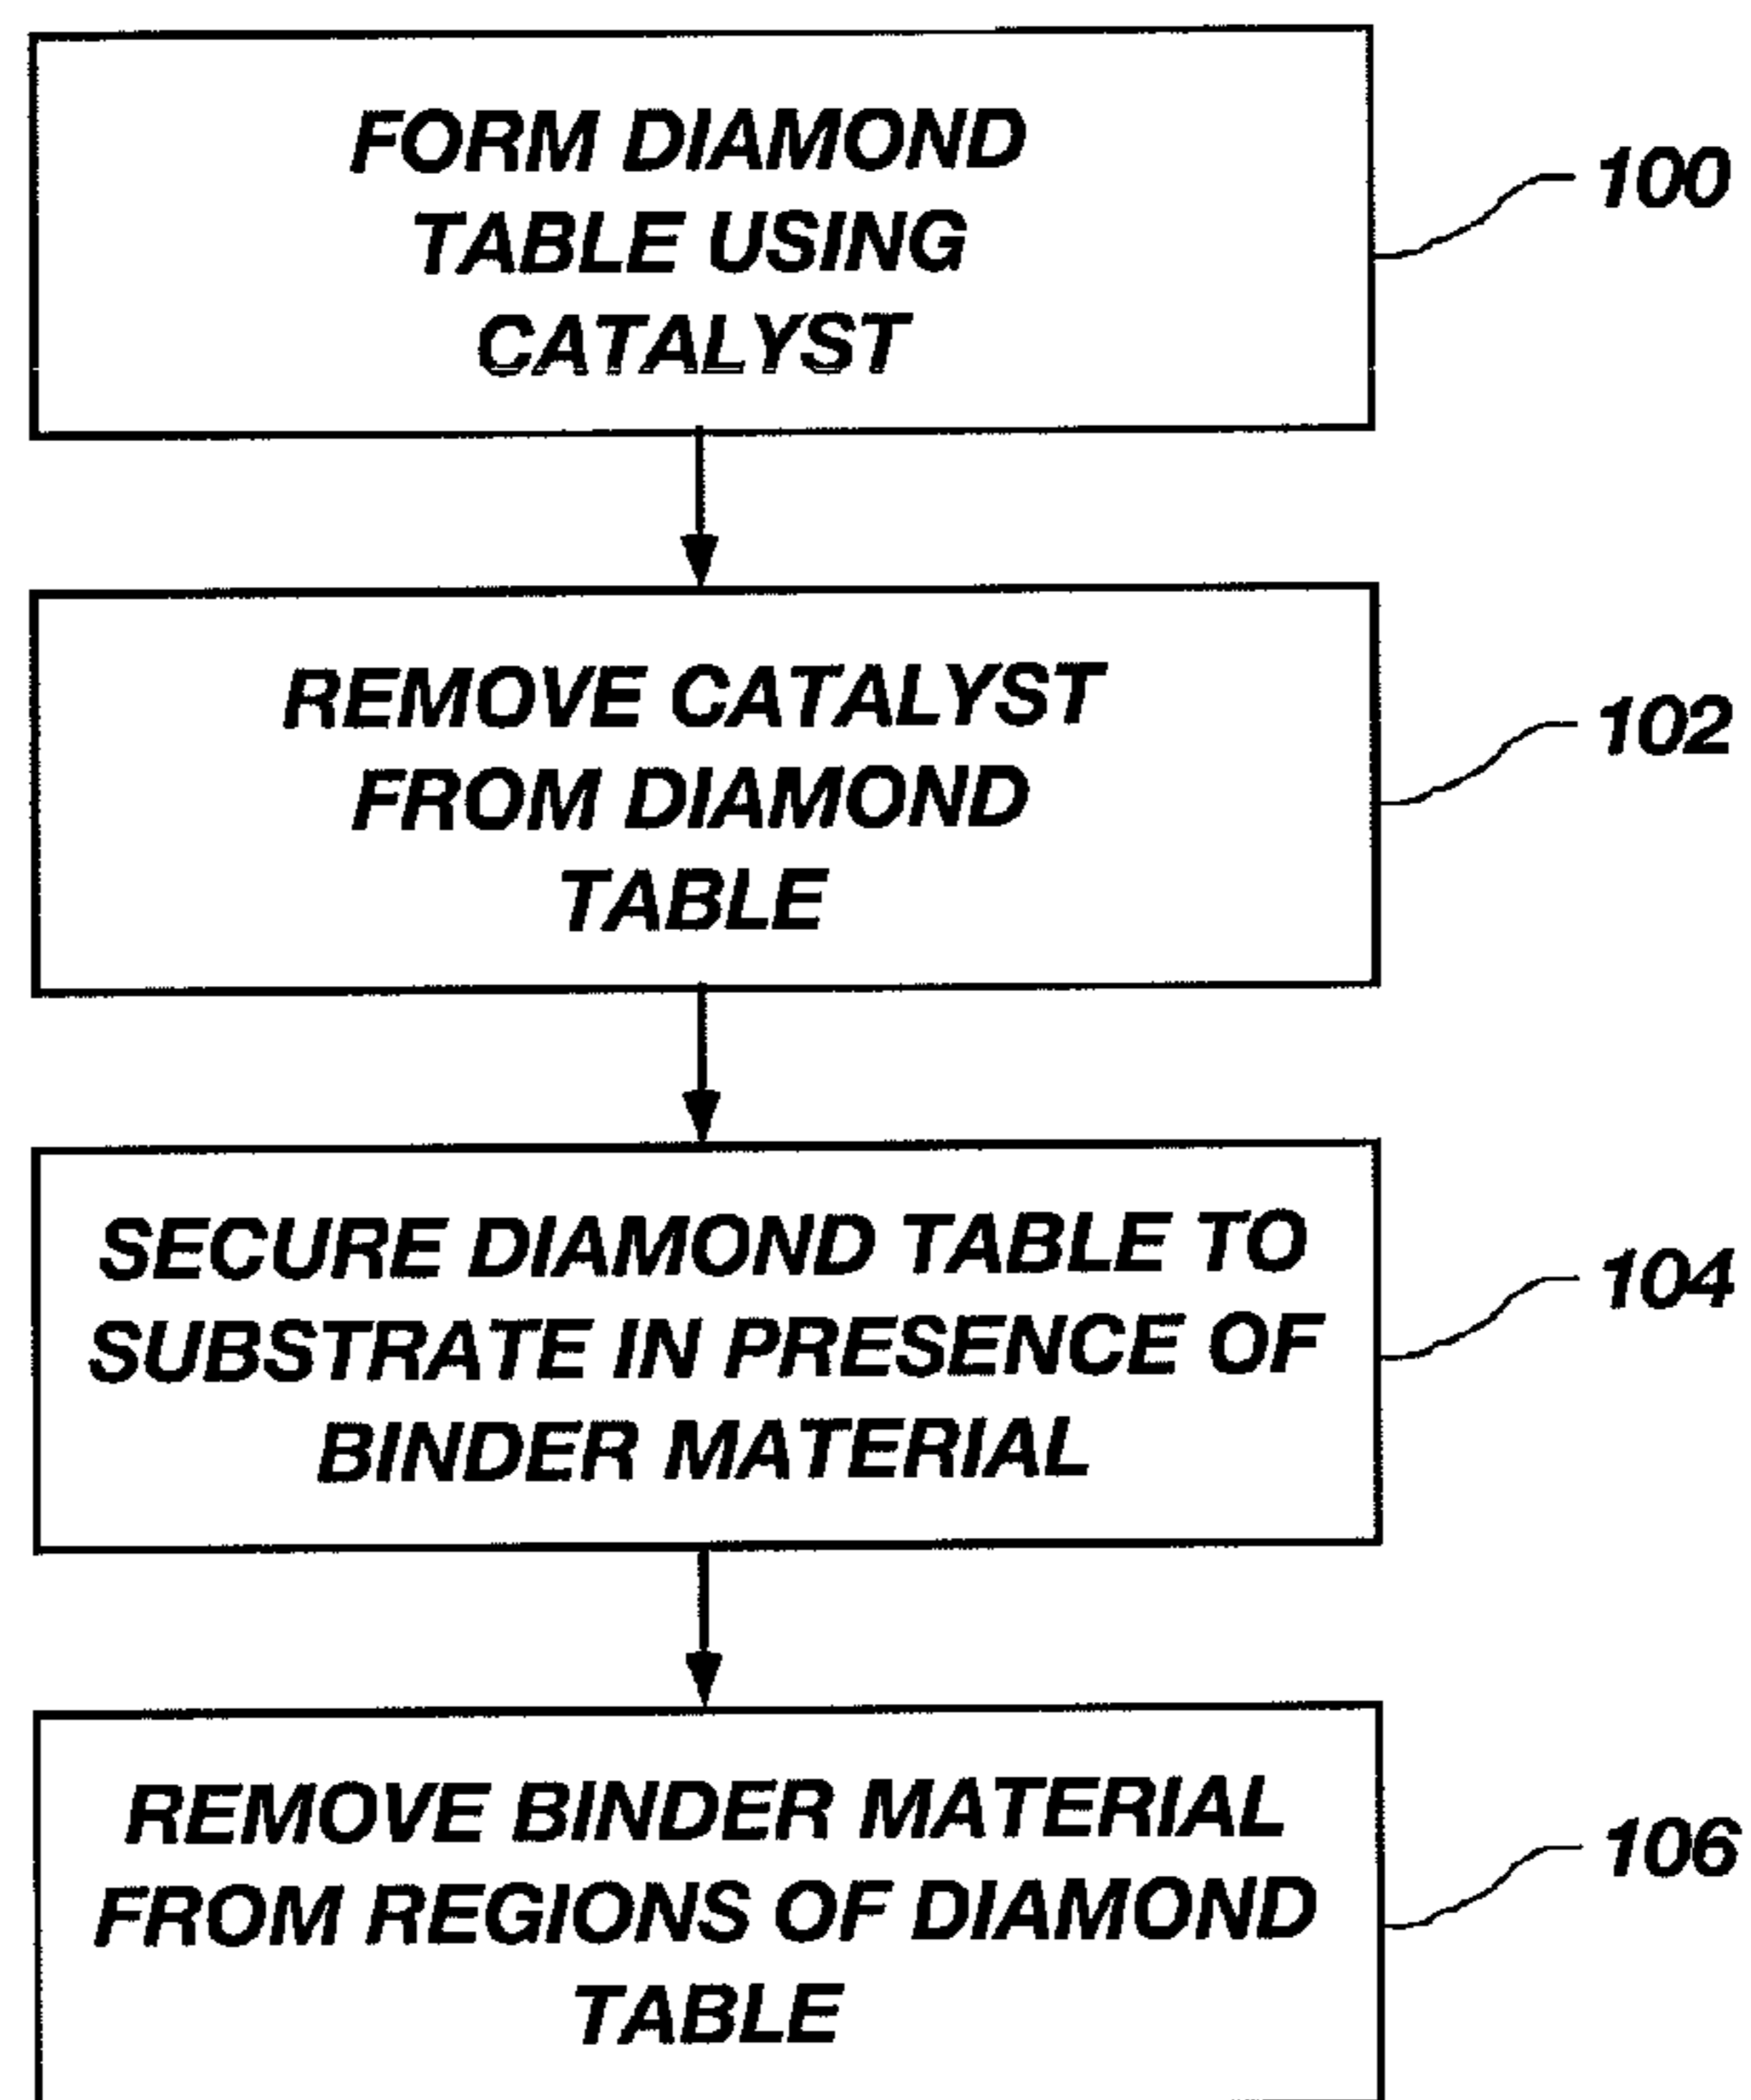 FORM DIAMOND
TABLE USING
CATALYST
100
REMOVE CATALYST
FROM DIAMOND
TABLE
102
SECURE DIAMOND TABLE TO
SUBSTRATE IN PRESENCE OF
BINDER MATERIAL
104
REMOVE BINDER MATERIAL
FROM REGIONS OF DIAMOND
TABLE
106